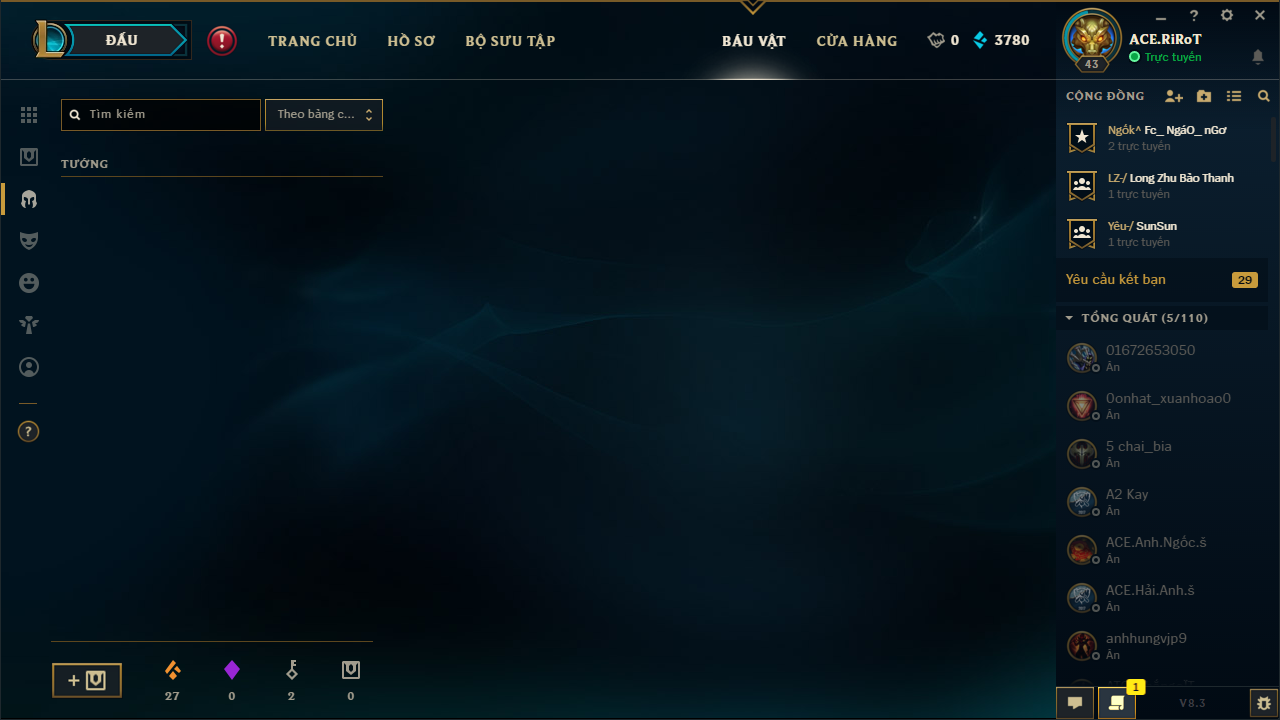 ĐẤU
TRANG CHỦ
HỒ SƠ
BỘ SƯU TẬP
BÁU VẬT
CỬA HÀNG
0
3780
43
ACE.RiRoT
Trực tuyến
Tìm kiếm
Theo bảng c...
TƯỚNG
?
27
0
2
0
CỘNG ĐỒNG
Ngốk^ Fc_ NgáO_ nGơ
2 trực tuyến
LZ-/ Long Zhu Bảo Thanh
1 trực tuyến
Yêu-/ SunSun
1 trực tuyến
Yêu cầu kết bạn
29
TỔNG QUÁT (5/110)
01672653050
Ẩn
0onhat_xuanhoao0
Ẩn
5 chai_bia
Ẩn
A2 Kay
Ẩn
ACE.Anh.Ngốc.š
Ẩn
ACE.Hải.Anh.š
Ẩn
anhhungvjp9
Ẩn
1
V8.3